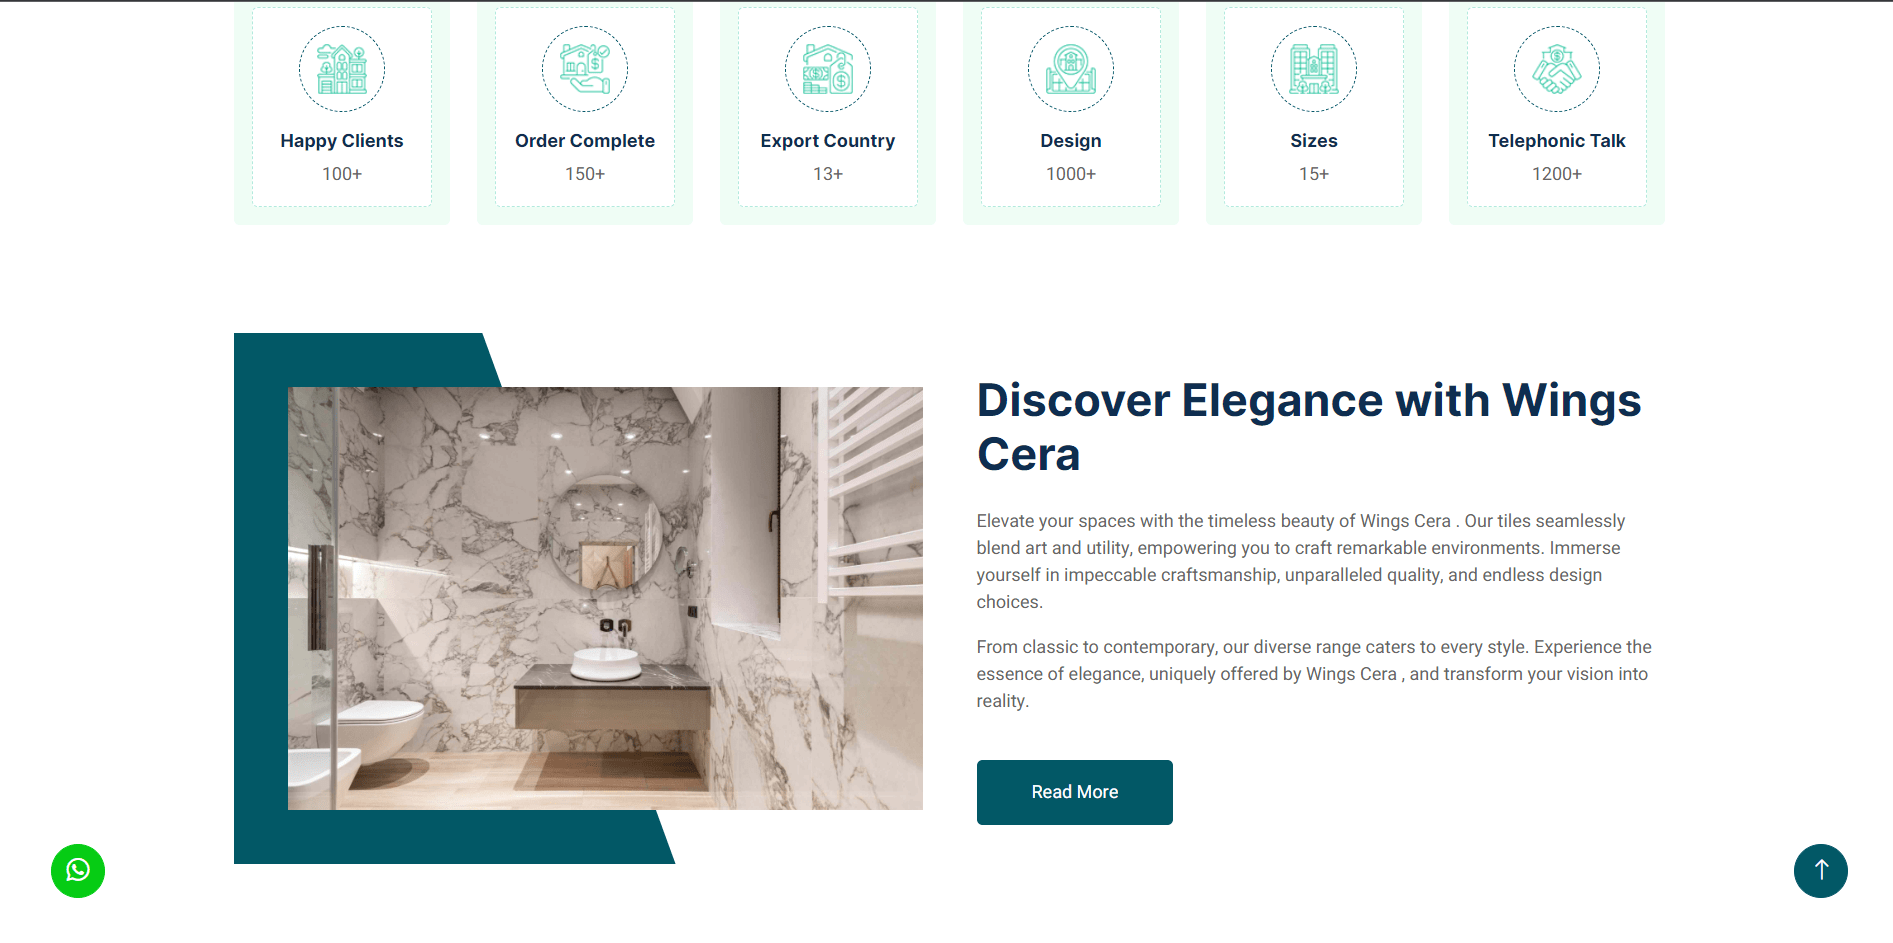 Happy Clients
100+
Order Complete
150+
Export Country
13+
Design
1000+
Sizes
15+
Telephonic Talk
1200+
Discover Elegance with Wings
Cera
Elevate your spaces with the timeless beauty of Wings Cera . Our tiles seamlessly
blend art and utility, empowering you to craft remarkable environments. Immerse
yourself in impeccable craftsmanship, unparalleled quality, and endless design
choices.
From classic to contemporary, our diverse range caters to every style. Experience the
essence of elegance, uniquely offered by Wings Cera , and transform your vision into
reality.
Read More